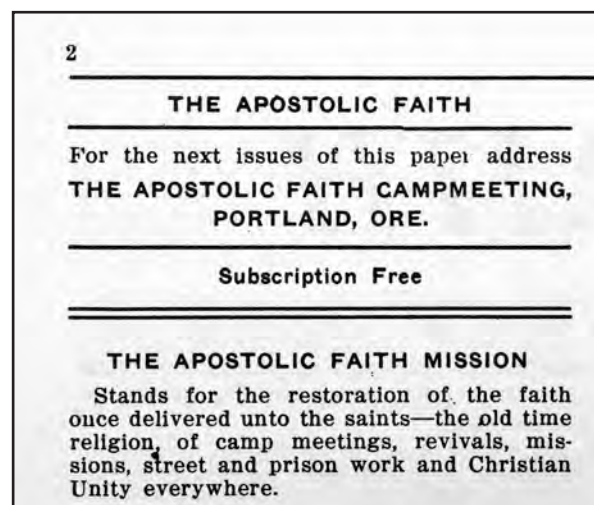 2
THE APOSTOLIC FAITH
For the next issues of this paper address
THE APOSTOLIC FAITH CAMPMEETING,
PORTLAND, ORE.
Subscription Free
THE APOSTOLIC FAITH MISSION
Stands for the restoration of the faith
once delivered unto the saints—the old time
religion, of camp meetings, revivals, mis-
sions, street and prison work and Christian
Unity everywhere.